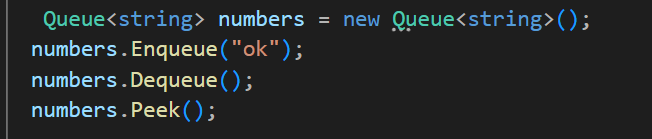 Queue<string> numbers = new Queue<string>();
numbers.Enqueue("ok");
numbers.Dequeue();
numbers.Peek();